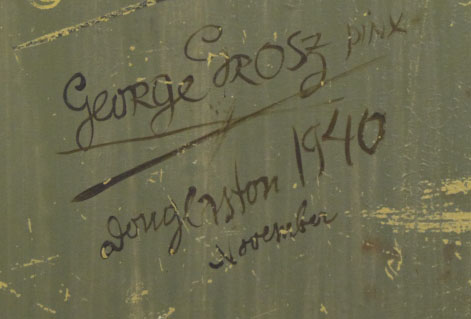 GEORGE GROSZ PINX
Douglaston 1940
November